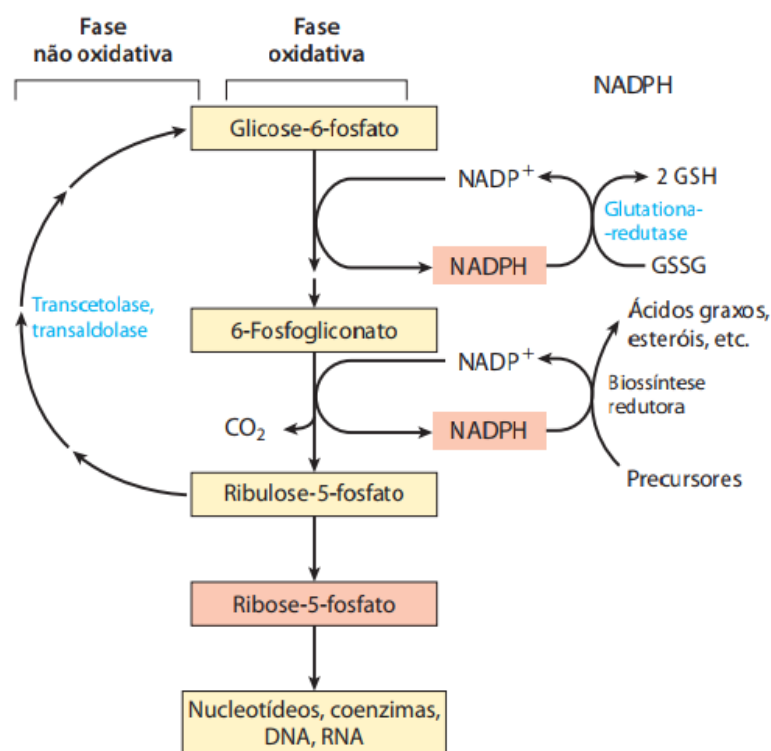 Fase
não oxidativa
Fase
oxidativa
NADPH
Glicose-6-fosfato
NADP+
2 GSH
Glutationa-
-redutase
NADPH
GSSG
Transcetolase,
transaldolase
6-Fosfogliconato
Ácidos graxos,
esteróis, etc.
NADP+
Biossíntese
redutora
CO2
NADPH
Precursores
Ribulose-5-fosfato
Ribose-5-fosfato
Nucleotídeos, coenzimas,
DNA, RNA